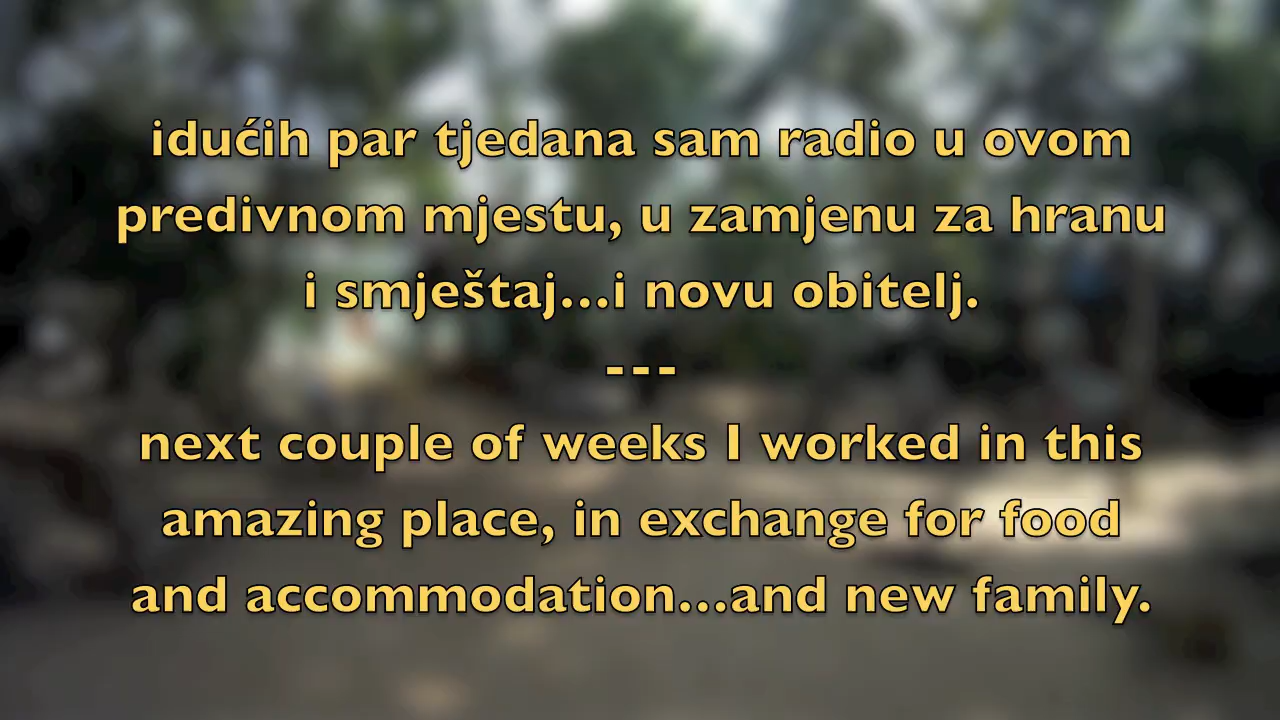 idućih par tjedana sam radio u ovom
predivnom mjestu, u zamjenu za hranu
i smještaj...i novu obitelj.
---
next couple of weeks I worked in this
amazing place, in exchange for food
and accommodation...and new family.